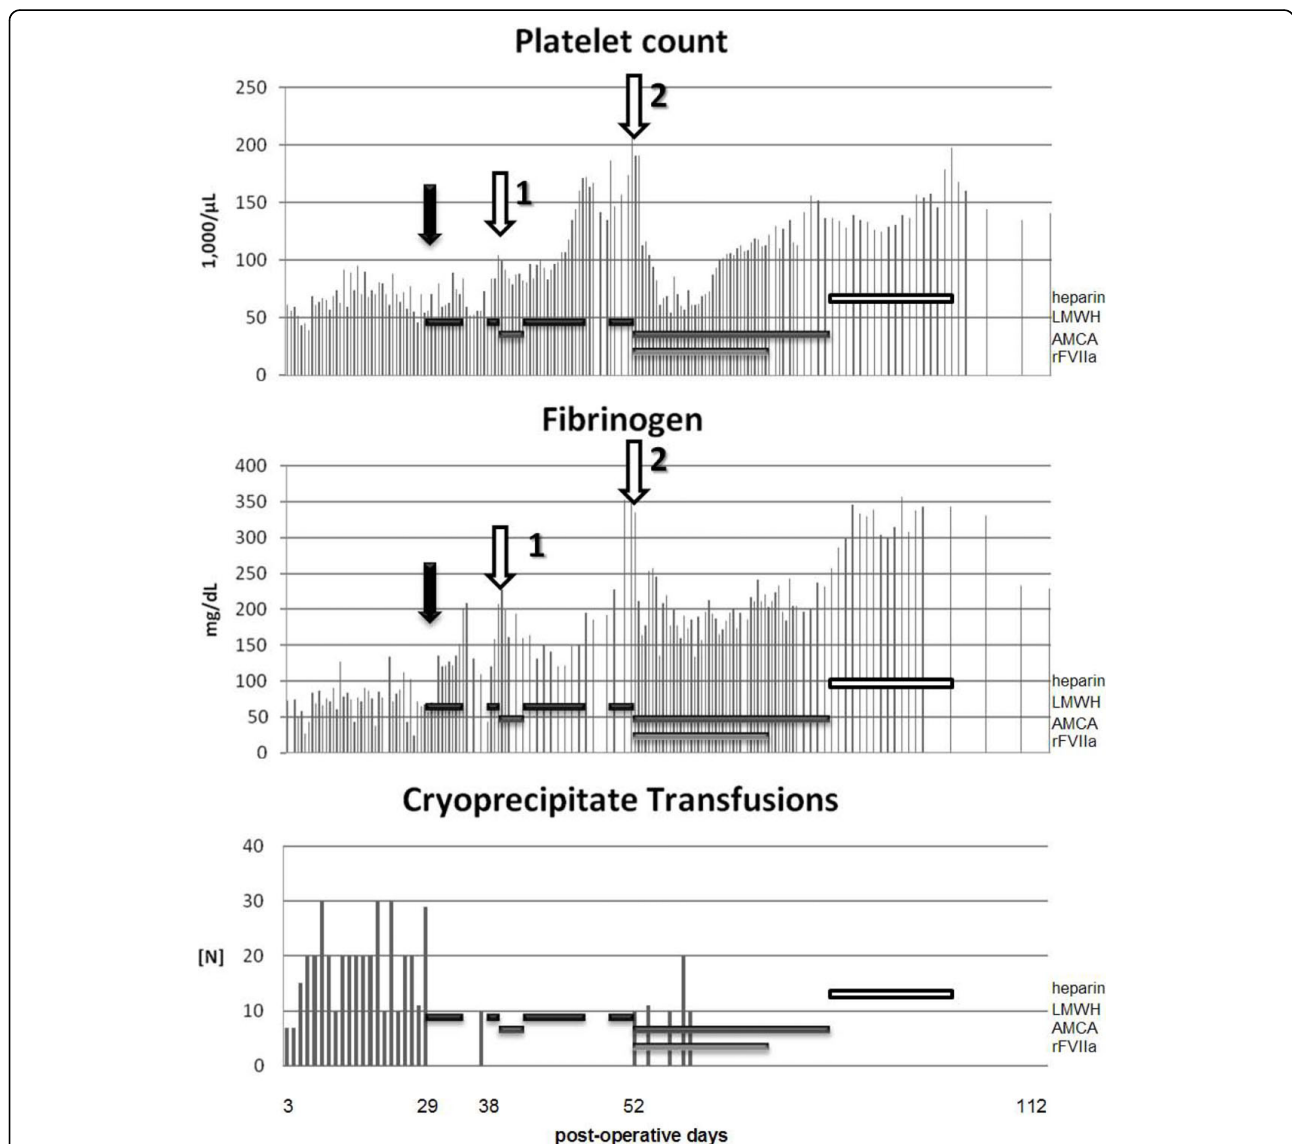 Platelet count
2
250
200
1
150
1,000/µL
100
50
0
heparin
LMWH
AMCA
rFVIIa
Fibrinogen
2
400
350
1
300
250
mg/dL
200
150
100
50
0
heparin
LMWH
AMCA
rFVIIa
Cryoprecipitate Transfusions
40
30
[N] 20
10
0
heparin
LMWH
AMCA
rFVIIa
3 29 38 52 112
post-operative days